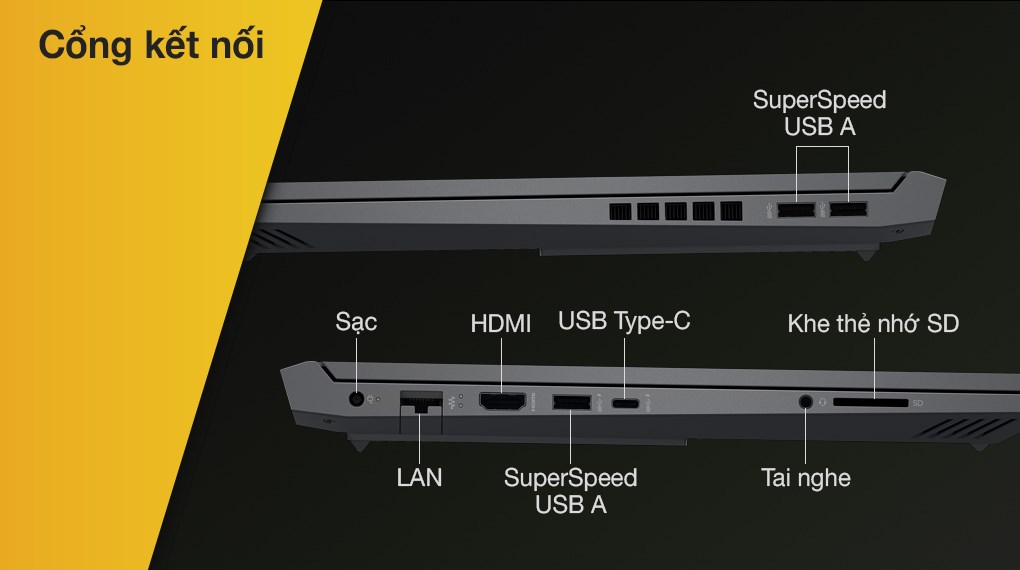 Cổng kết nối
SuperSpeed
USB A
Sạc
HDMI
USB Type-C
Khe thẻ nhớ SD
SD
LAN
SuperSpeed
USB A
Tai nghe